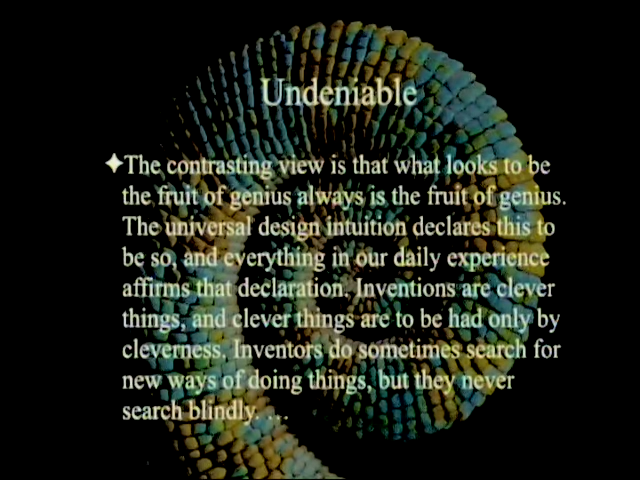 Undeniable
✦The contrasting view is that what looks to be
the fruit of genius always is the fruit of genius.
The universal design intuition declares this to
be so, and everything in our daily experience
affirms that declaration. Inventions are clever
things, and clever things are to be had only by
cleverness. Inventors do sometimes search for
new ways of doing things, but they never
search blindly. …